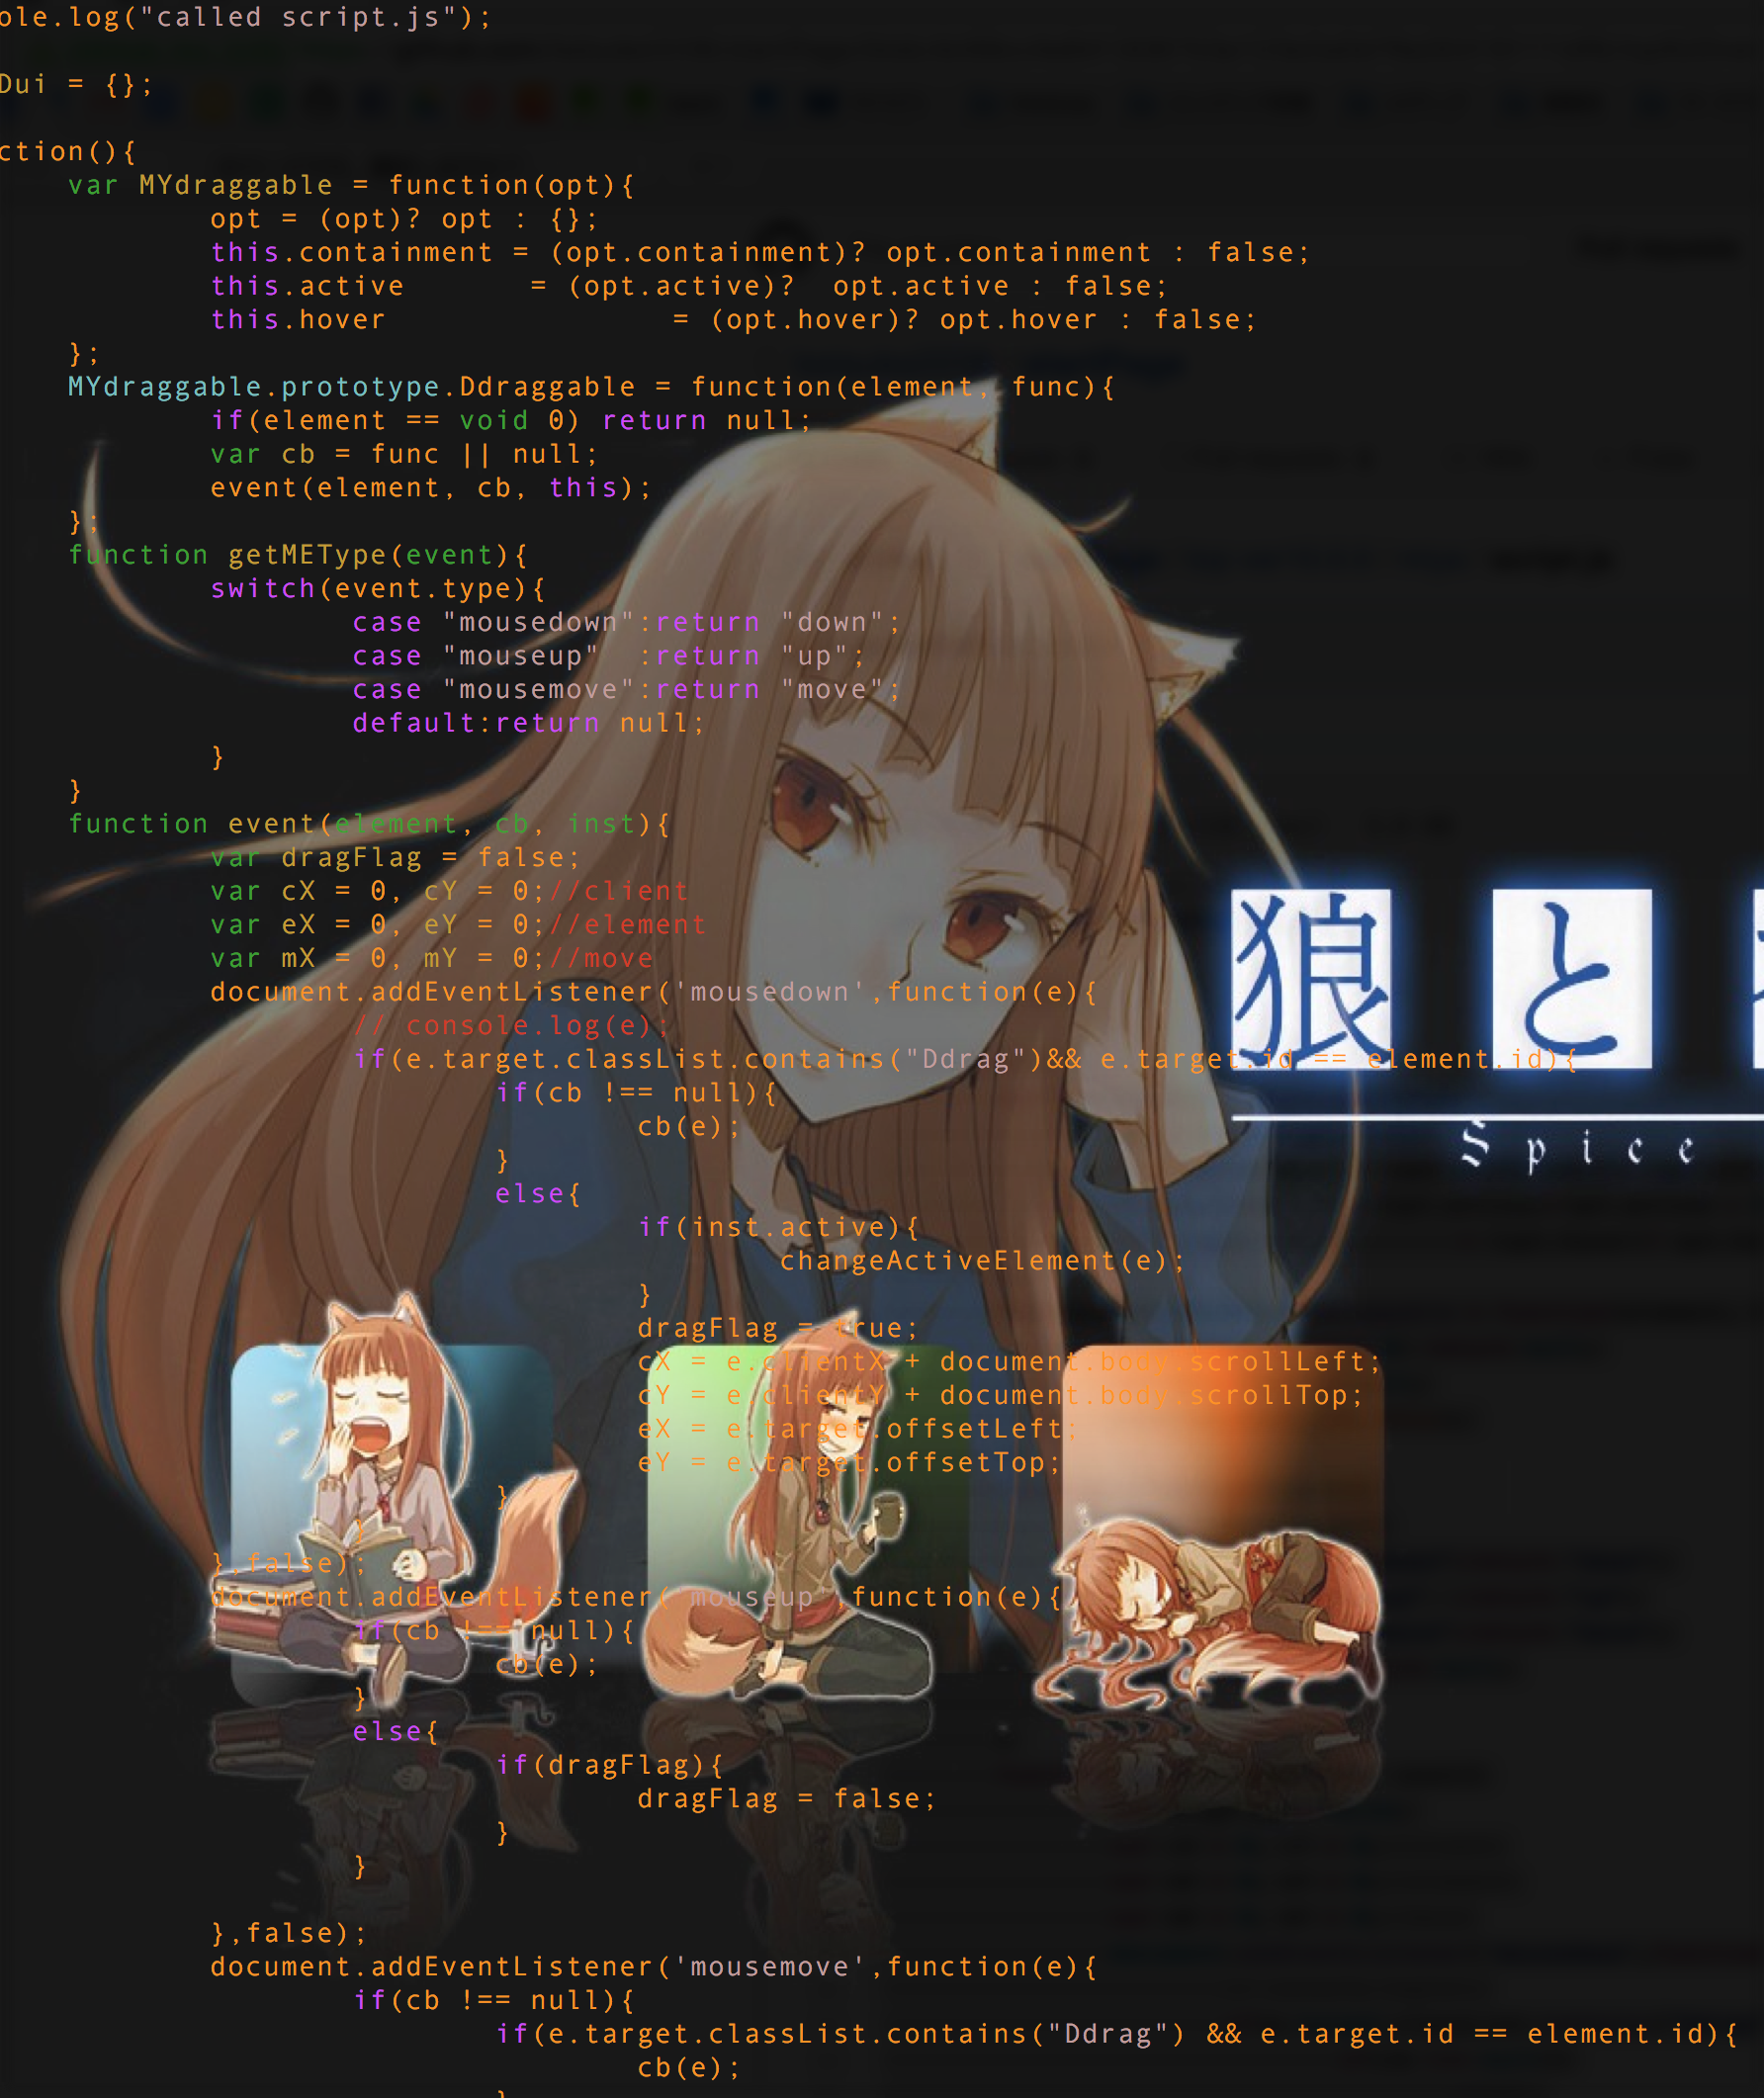 ole.log("called script.js");
Dui = {};
ction(){
var MYdraggable = function(opt){
opt = (opt)? opt : {};
this.containment = (opt.containment)? opt.containment : false;
this.active = (opt.active)? opt.active : false;
this.hover = (opt.hover)? opt.hover : false;
};
MYdraggable.prototype.Ddraggable = function(element, func){
if(element == void 0) return null;
var cb = func || null;
event(element, cb, this);
};
function getMEType(event){
switch(event.type){
case "mousedown":return "down";
case "mouseup" :return "up";
case "mousemove":return "move";
default:return null;
}
}
function event(element, cb, inst){
var dragFlag = false;
var cX = 0, cY = 0;//client
var eX = 0, eY = 0;//element
var mX = 0, mY = 0;//move
document.addEventListener('mousedown',function(e){
// console.log(e);
if(e.target.classList.contains("Ddrag")&& e.target.id == element.id){
if(cb !== null){
cb(e);
}
else{
if(inst.active){
changeActiveElement(e);
}
dragFlag = true;
cX = e.clientX + document.body.scrollLeft;
cY = e.clientY + document.body.scrollTop;
eX = e.target.offsetLeft;
eY = e.target.offsetTop;
}
}
},false);
document.addEventListener('mouseup',function(e){
if(cb !== null){
cb(e);
}
else{
if(dragFlag){
dragFlag = false;
}
}
},false);
document.addEventListener('mousemove',function(e){
if(cb !== null){
if(e.target.classList.contains("Ddrag") && e.target.id == element.id){
cb(e);
}
狼と
Spice